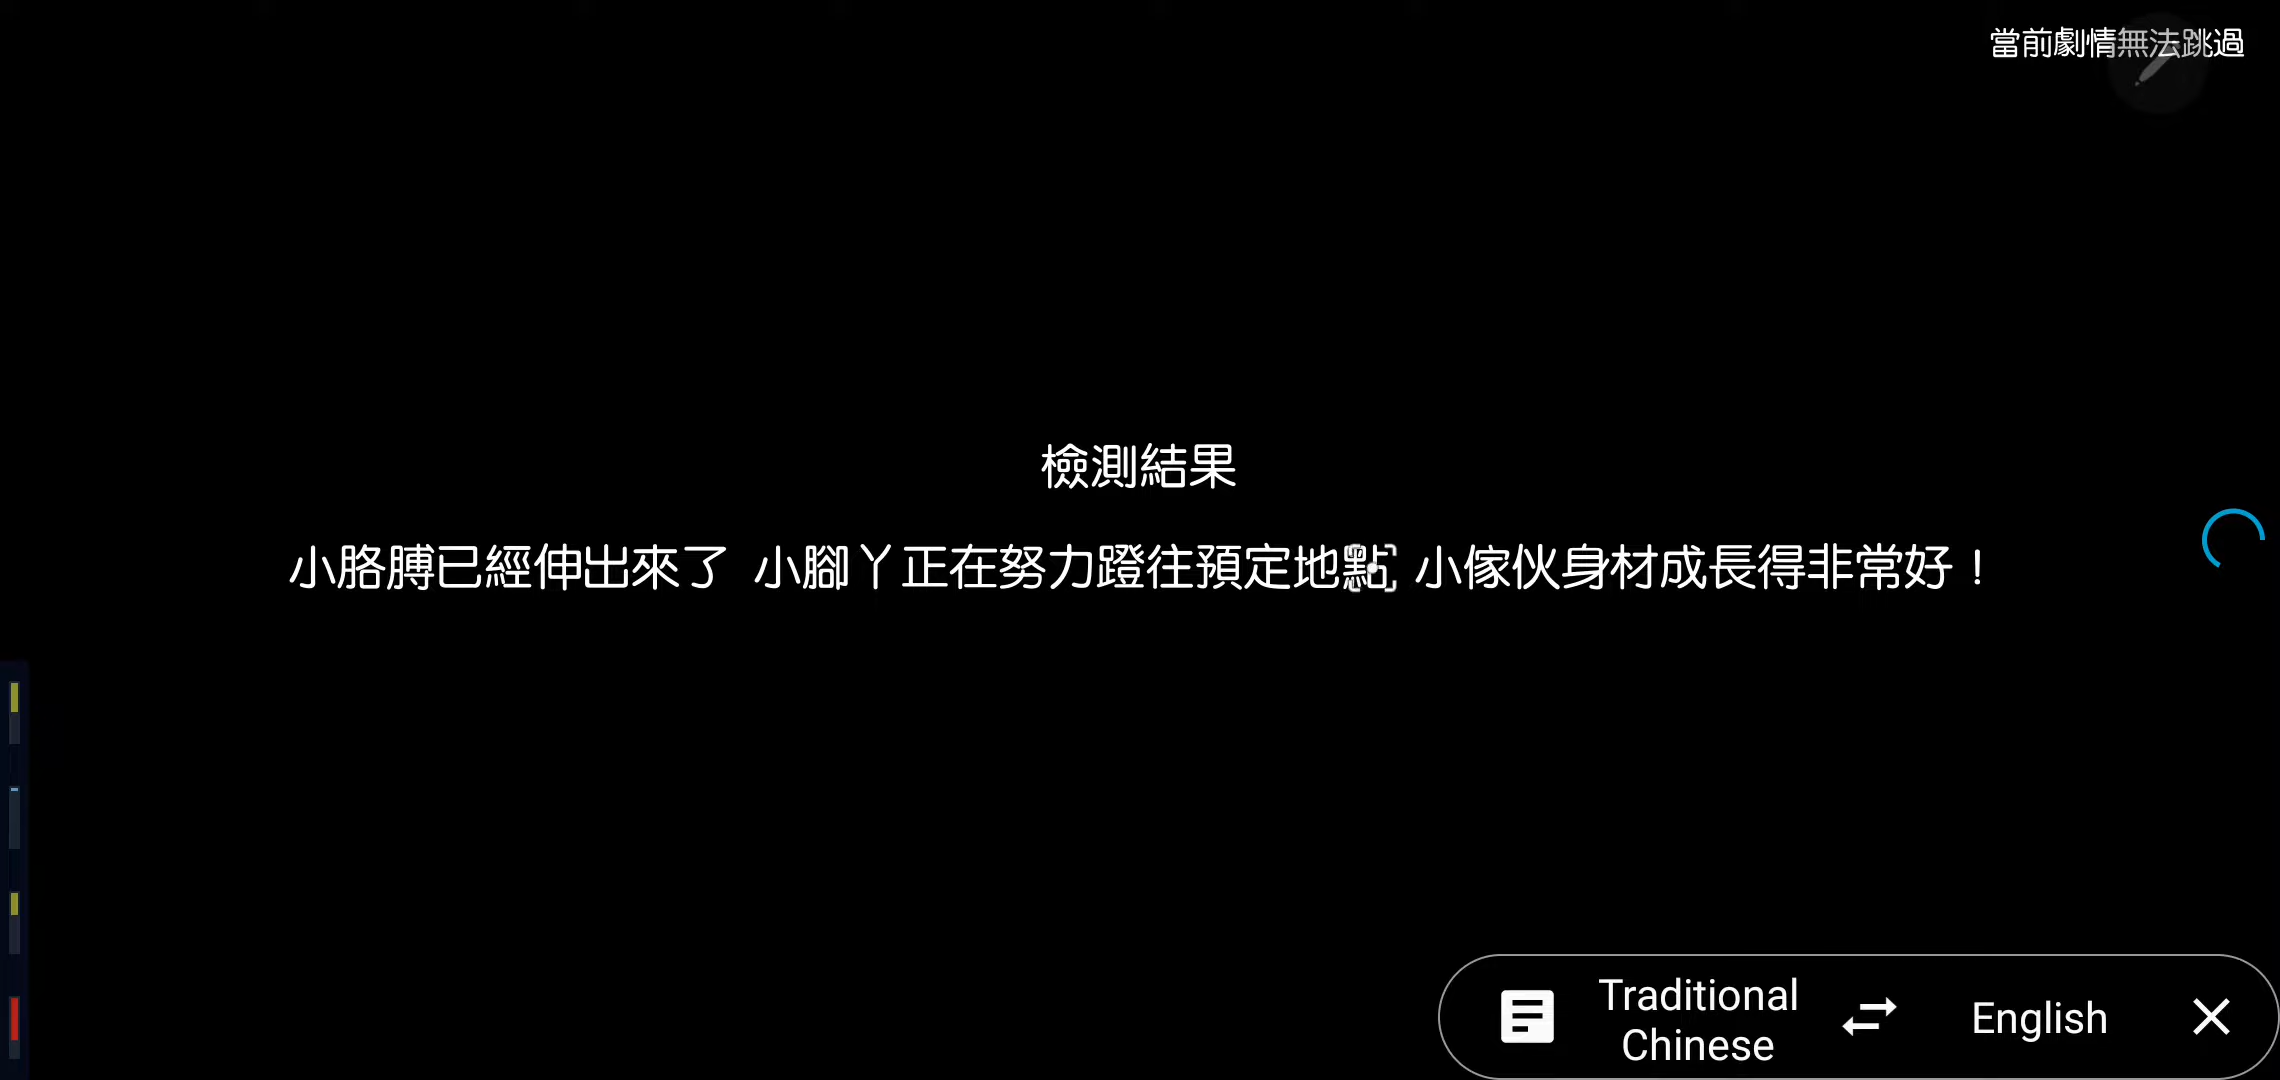 當前劇情無法跳過
檢測結果
小胳膊已經伸出來了 小腳丫正在努力蹬往預定地點 小傢伙身材成長得非常好！
Traditional
Chinese
English